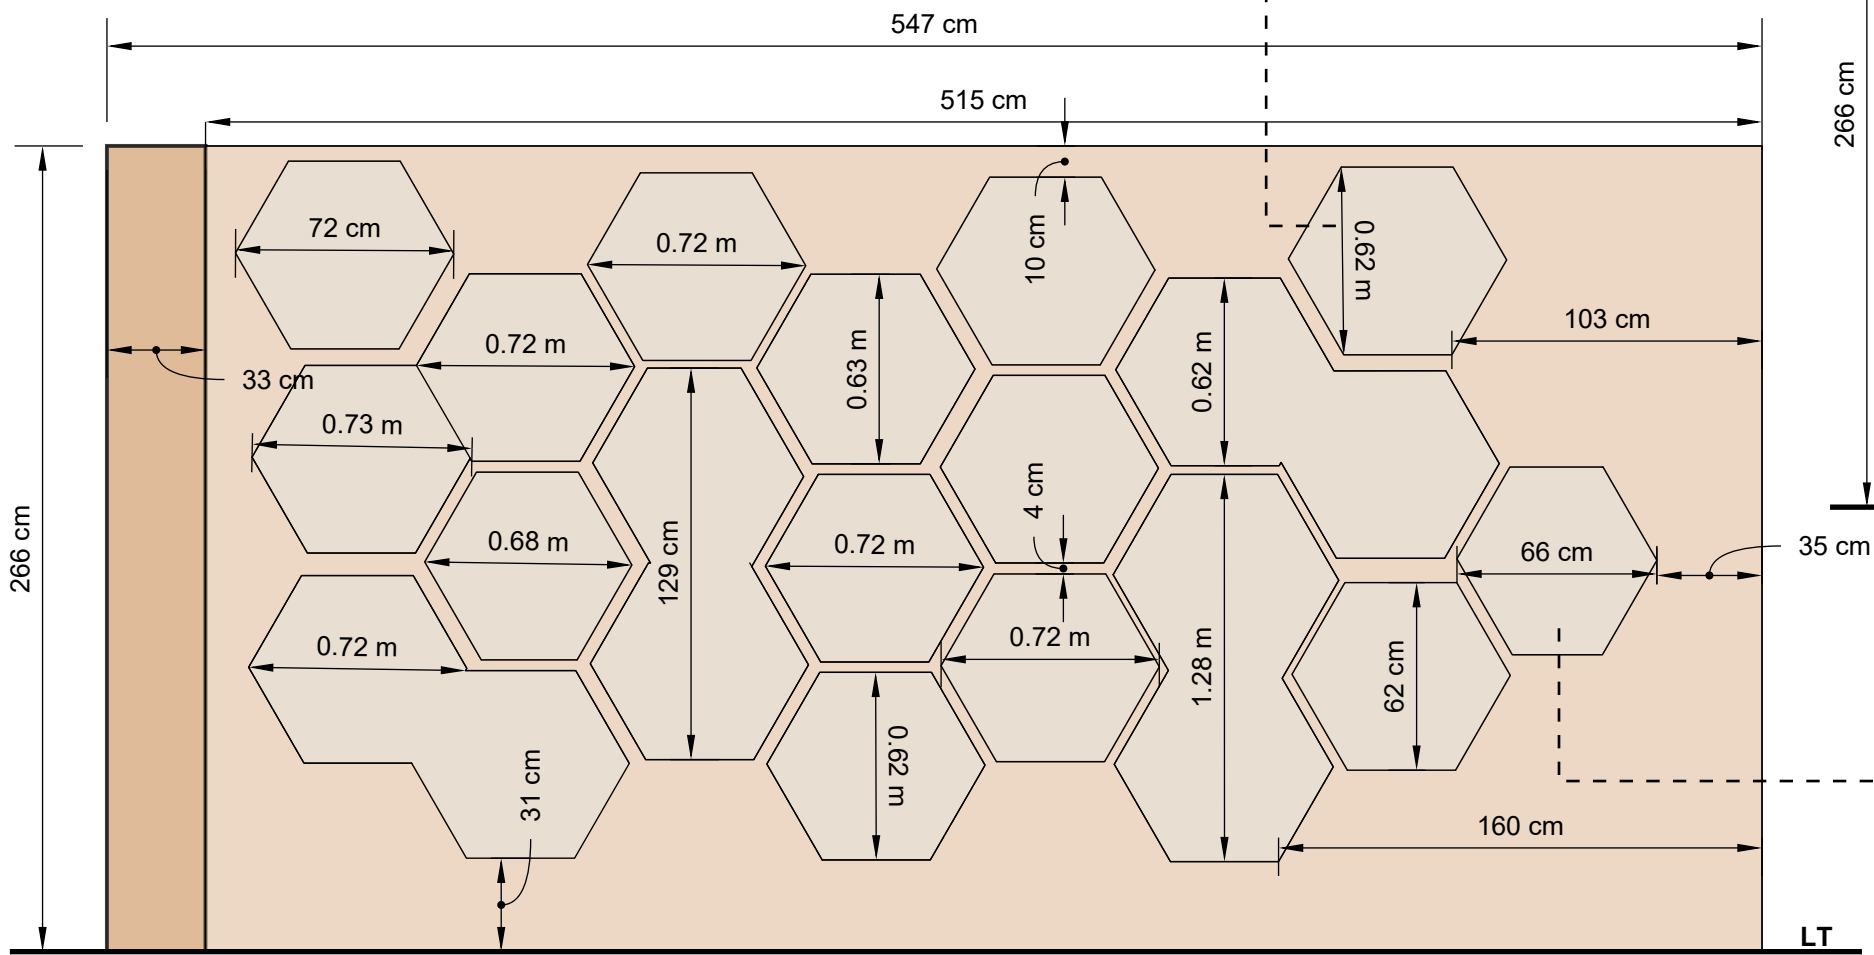 547 cm
515 cm
266 cm
10 cm
72 cm
0.72 m
0.62 m
103 cm
0.72 m
0.63 m
0.62 m
33 cm
0.73 m
4 cm
266 cm
129 cm
0.68 m
0.72 m
66 cm
35 cm
0.72 m
0.72 m
1.28 m
62 cm
31 cm
0.62 m
160 cm
LT